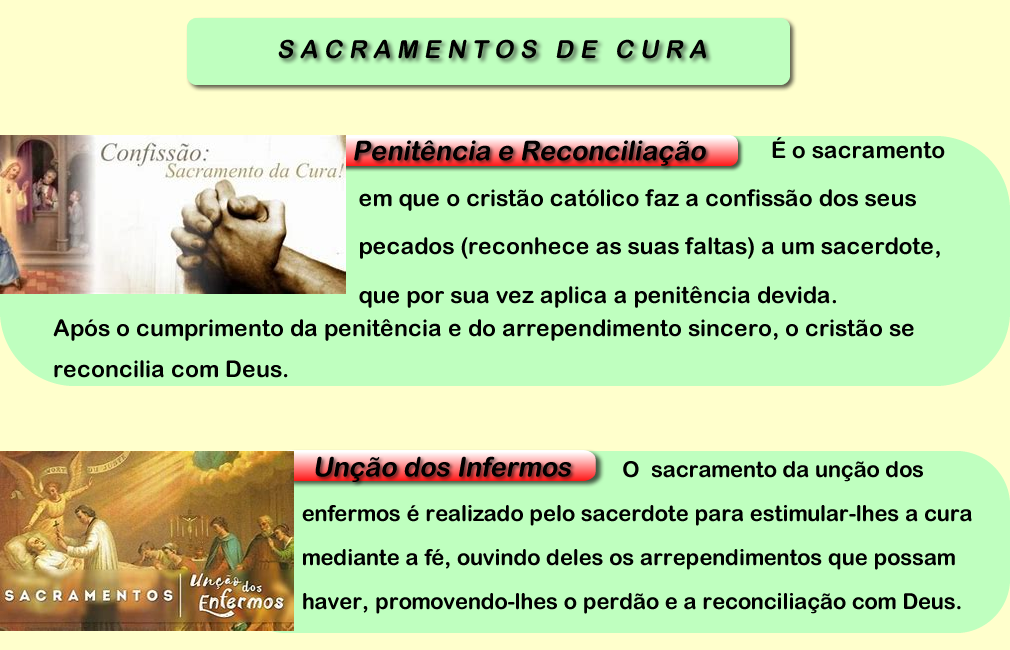 SACRAMENTOS DE CURA
Confissão:
Sacramento da Cura!
Penitência e Reconciliação É o sacramento
em que o cristão católico faz a confissão dos seus
pecados (reconhece as suas faltas) a um sacerdote,
que por sua vez aplica a penitência devida.
Após o cumprimento da penitência e do arrependimento sincero, o cristão se
reconcilia com Deus.
Unção dos Infermos O sacramento da unção dos
enfermos é realizado pelo sacerdote para estimular-lhes a cura
mediante a fé, ouvindo deles os arrependimentos que possam
haver, promovendo-lhes o perdão e a reconciliação com Deus.
SACRAMENTOS
Unção dos
Enfermos